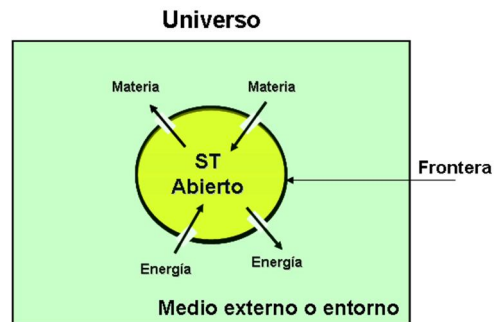 Universo
Materia
Materia
ST
Abierto
Frontera
Energía
Energía
Medio externo o entorno